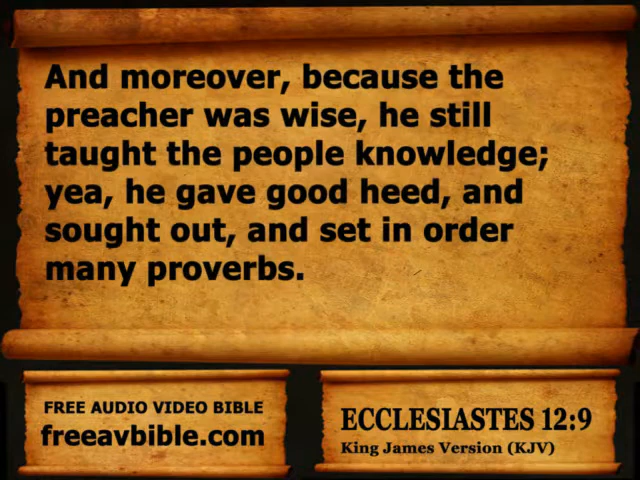 And moreover, because the
preacher was wise, he still
taught the people knowledge;
yea, he gave good heed, and
sought out, and set in order
many proverbs.
FREE AUDIO VIDEO BIBLE
freeavbible.com
ECCLESIASTES 12:9
King James Version (KJV)